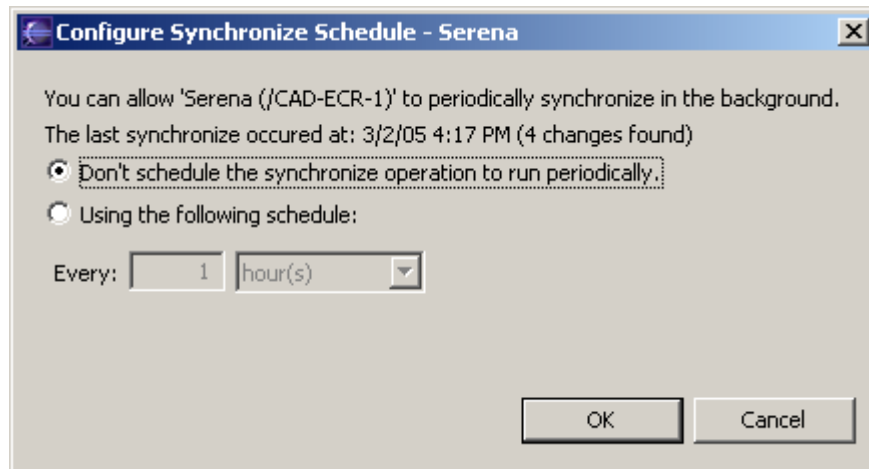 Configure Synchronize Schedule - Serena
You can allow 'Serena (/CAD-ECR-1)' to periodically synchronize in the background.
The last synchronize occured at: 3/2/05 4:17 PM (4 changes found)
Don't schedule the synchronize operation to run periodically.
Using the following schedule:
Every: 1 hour(s)
OK Cancel